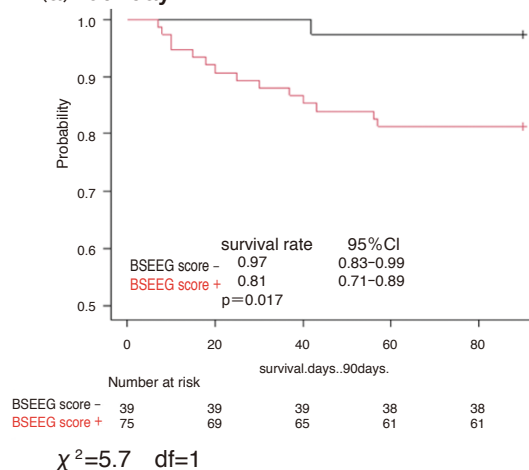 1.0
0.9
0.8
0.7
0.6
0.5
Probability
survival rate 95%CI
BSEEG score − 0.97 0.83−0.99
BSEEG score + 0.81 0.71−0.89
p=0.017
0 20 40 60 80
survival.days..90days.
Number at risk
BSEEG score − 39 39 39 38 38
BSEEG score + 75 69 65 61 61
χ²=5.7 df=1